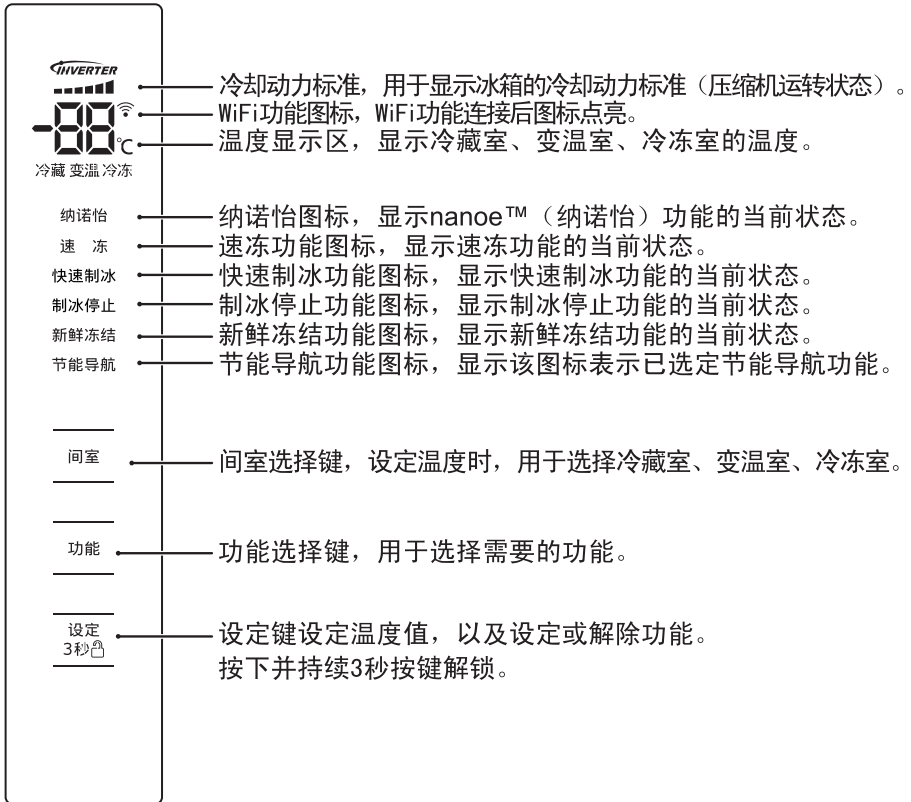 INVERTER
冷却动力标准，用于显示冰箱的冷却动力标准（压缩机运转状态）。
WiFi功能图标，WiFi功能连接后图标点亮。
-88℃
温度显示区，显示冷藏室、变温室、冷冻室的温度。
冷藏 变温 冷冻
纳诺怡
纳诺怡图标，显示nanoe™（纳诺怡）功能的当前状态。
速 冻
速冻功能图标，显示速冻功能的当前状态。
快速制冰
快速制冰功能图标，显示快速制冰功能的当前状态。
制冰停止
制冰停止功能图标，显示制冰停止功能的当前状态。
新鲜冻结
新鲜冻结功能图标，显示新鲜冻结功能的当前状态。
节能导航
节能导航功能图标，显示该图标表示已选定节能导航功能。
间室
间室选择键，设定温度时，用于选择冷藏室、变温室、冷冻室。
功能
功能选择键，用于选择需要的功能。
设定
3秒
设定键设定温度值，以及设定或解除功能。
按下并持续3秒按键解锁。